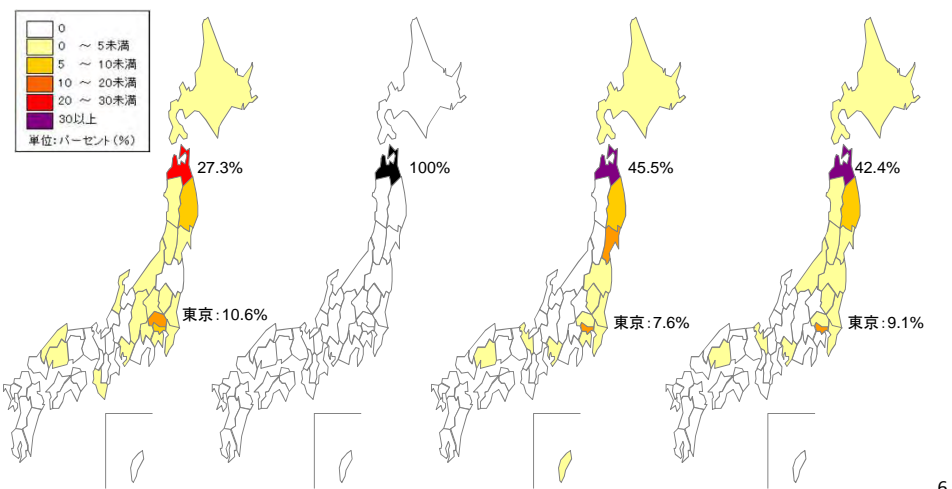 0
0 ～ 5未満
5 ～ 10未満
10 ～ 20未満
20 ～ 30未満
30以上
単位:パーセント(%)
27.3%
100%
45.5%
42.4%
東京:10.6%
東京:7.6%
東京:9.1%
6